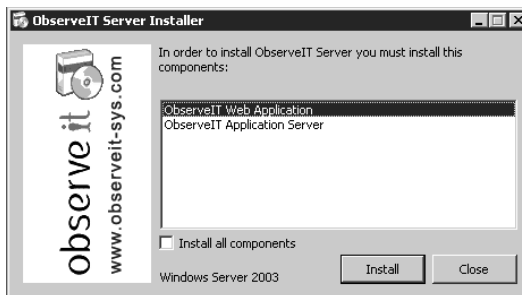 ObserveIT Server Installer
In order to install ObserveIT Server you must install this
components:
ObserveIT Web Application
ObserveIT Application Server
Install all components
Windows Server 2003
Install
Close
observe it
www.observeit-sys.com